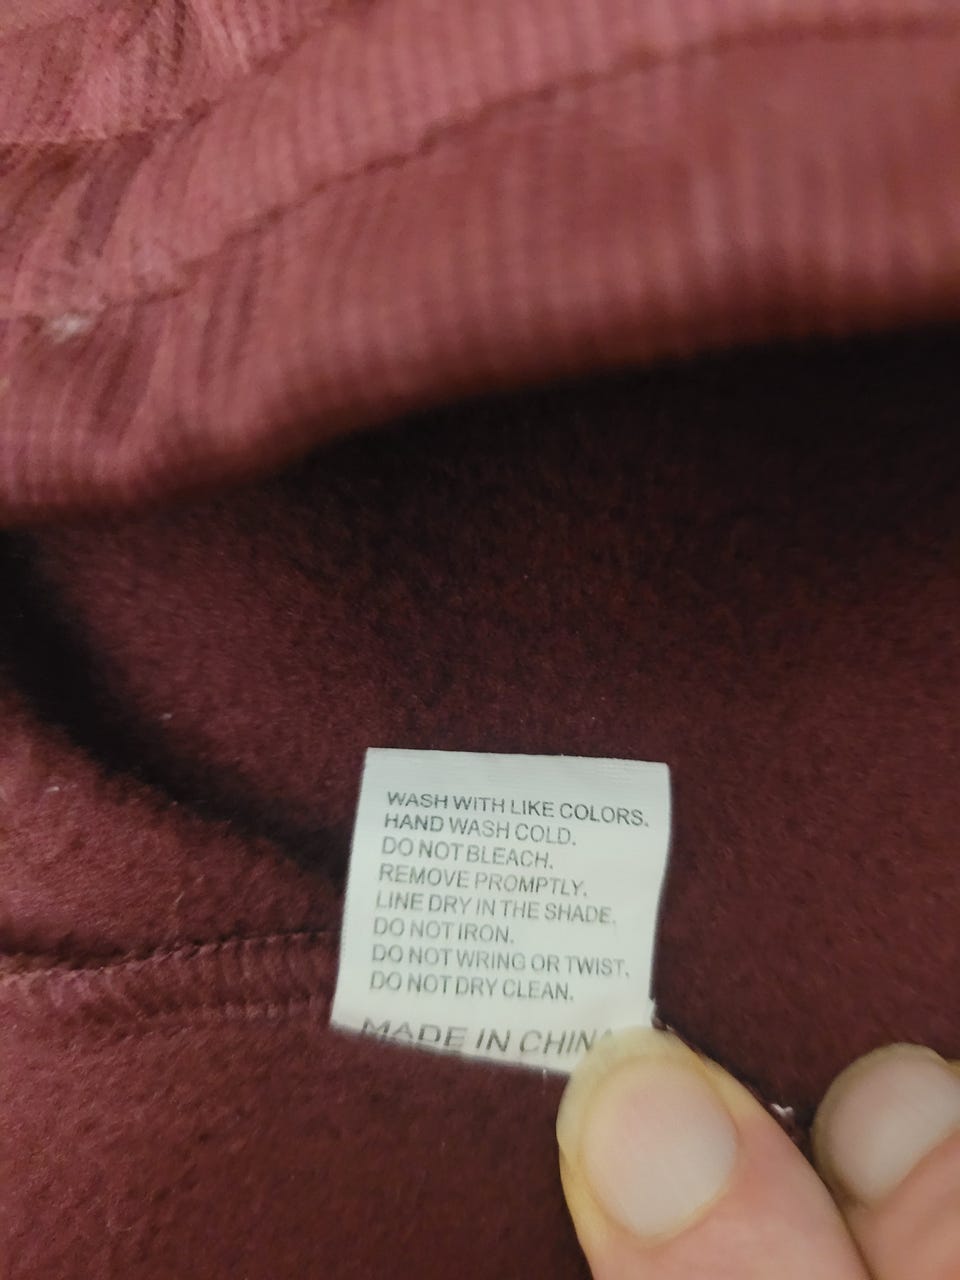 WASH WITH LIKE COLORS.
HAND WASH COLD.
DO NOT BLEACH.
REMOVE PROMPTLY.
LINE DRY IN THE SHADE.
DO NOT IRON.
DO NOT WRING OR TWIST.
DO NOT DRY CLEAN.
MADE IN CHINA